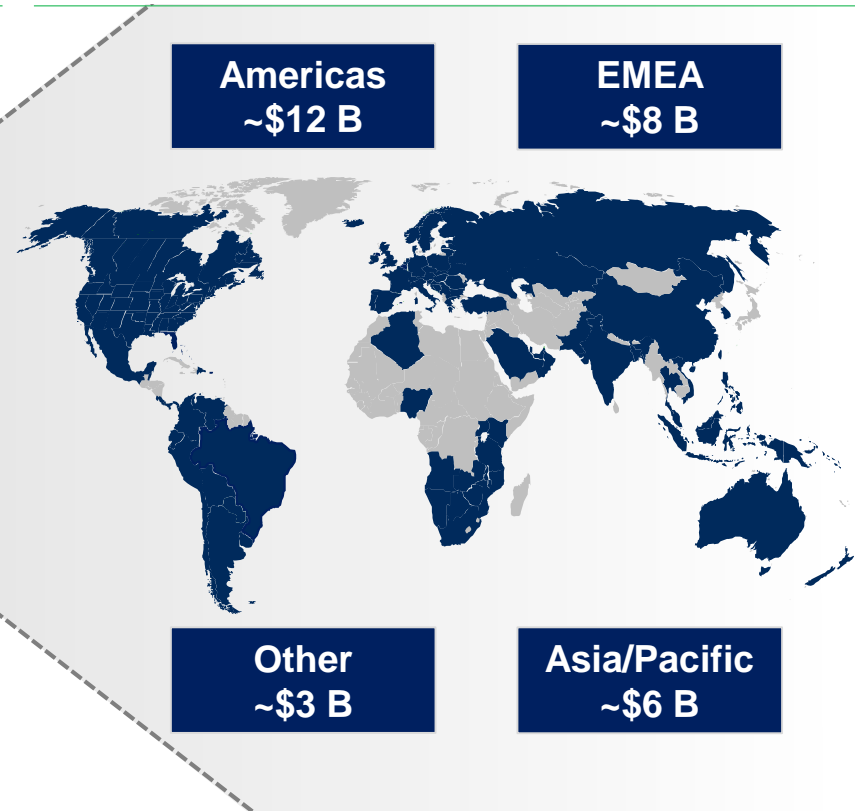 Americas
~$12 B
EMEA
~$8 B
Other
~$3 B
Asia/Pacific
~$6 B